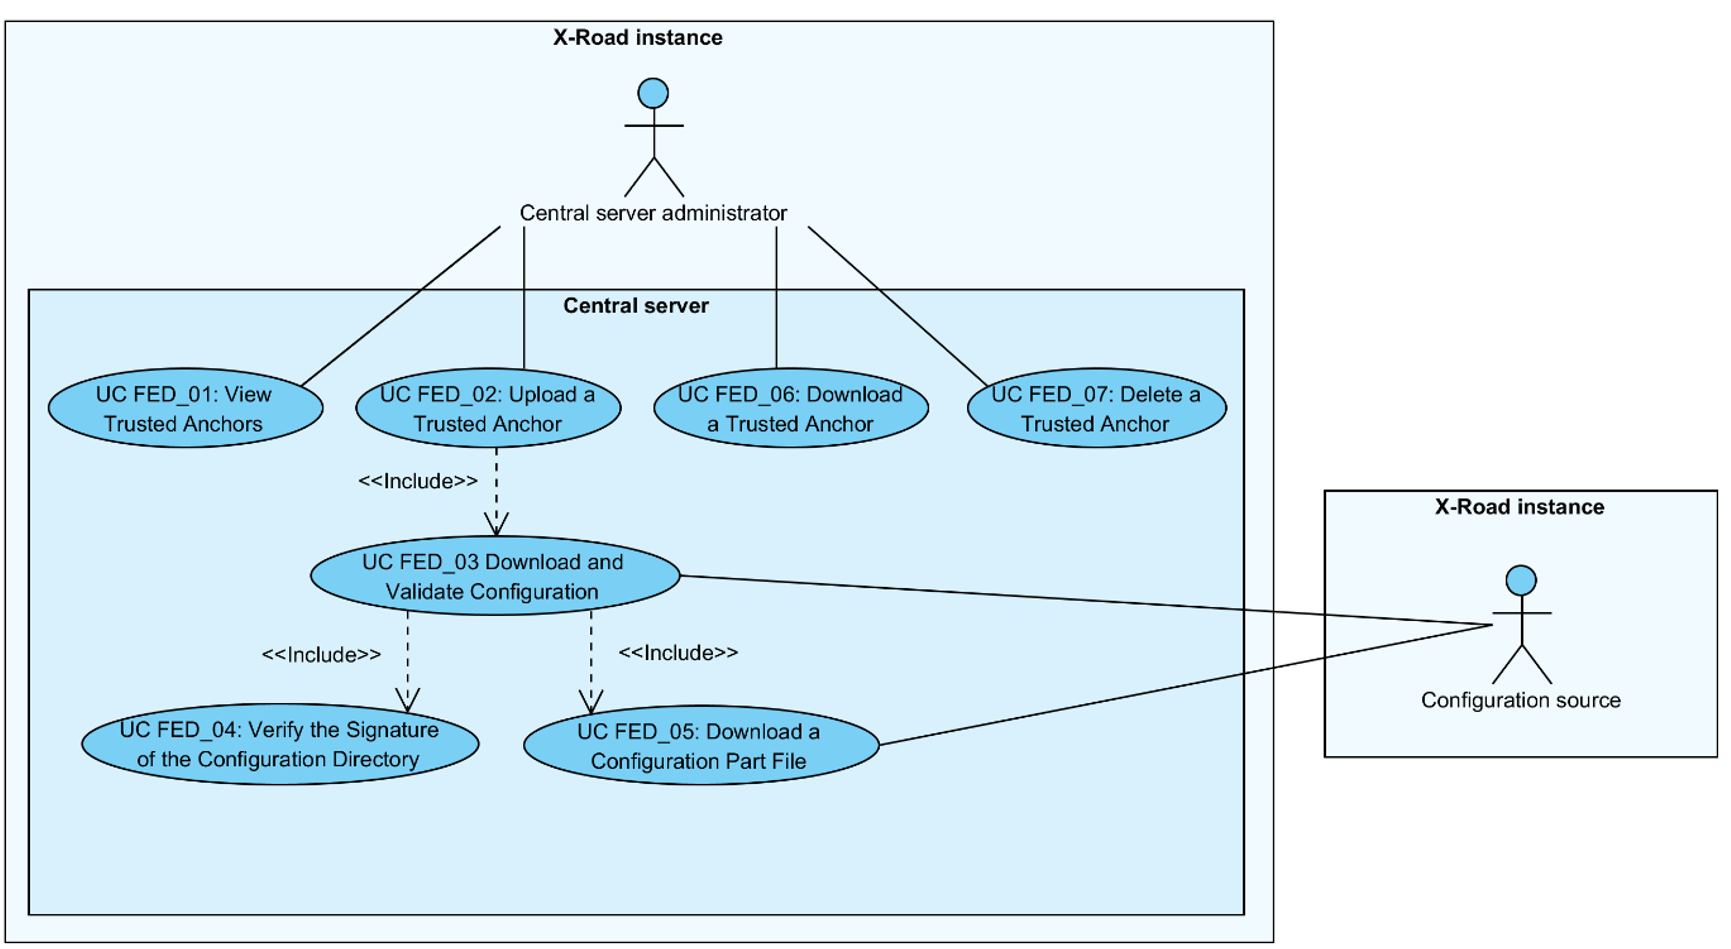 X-Road instance
Central server administrator
Central server
UC FED_01: View
Trusted Anchors
UC FED_02: Upload a
Trusted Anchor
UC FED_06: Download
a Trusted Anchor
UC FED_07: Delete a
Trusted Anchor
<<Include>>
UC FED_03 Download and
Validate Configuration
<<Include>>
<<Include>>
UC FED_04: Verify the Signature
of the Configuration Directory
UC FED_05: Download a
Configuration Part File
X-Road instance
Configuration source